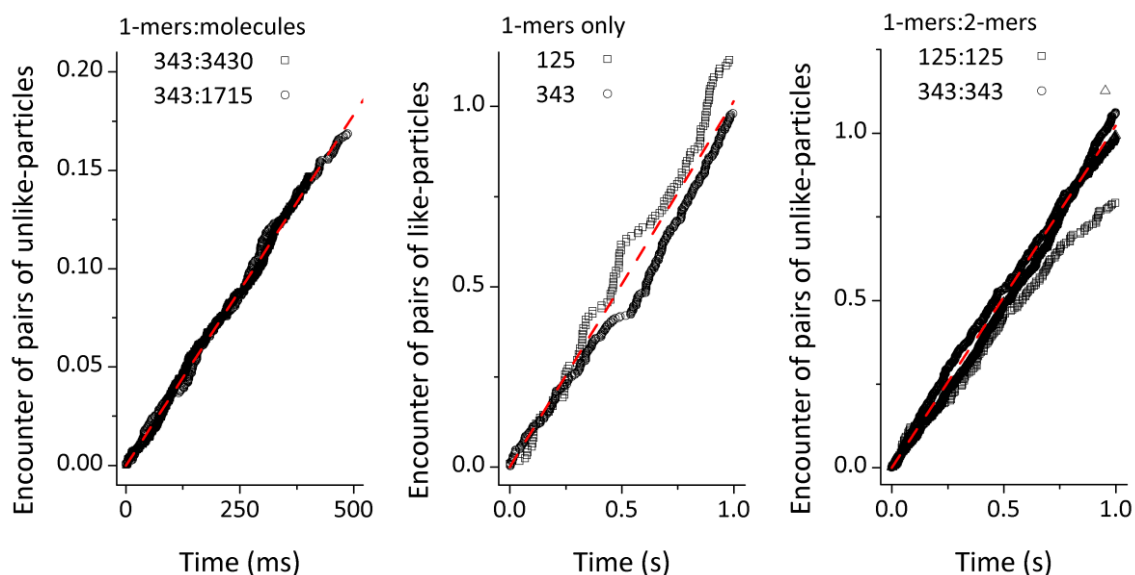 1-mers:molecules
343:3430
343:1715
Encounter of pairs of unlike-particles
0.20
0.15
0.10
0.05
0.00
0
250
500
Time (ms)
1-mers only
125
343
Encounter of pairs of like-particles
1.0
0.5
0.0
0.0
0.5
1.0
Time (s)
1-mers:2-mers
125:125
343:343
Encounter of pairs of unlike-particles
1.0
0.5
0.0
0.0
0.5
1.0
Time (s)